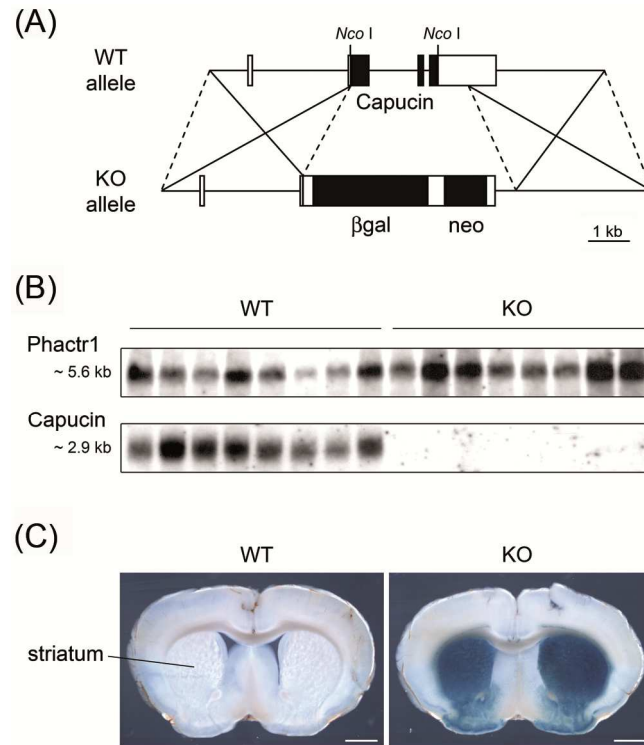 (A)
Nco I Nco I
WT
allele
Capucin
KO
allele
βgal neo
1 kb
(B)
WT KO
Phactr1
~ 5.6 kb
Capucin
~ 2.9 kb
(C)
WT KO
striatum